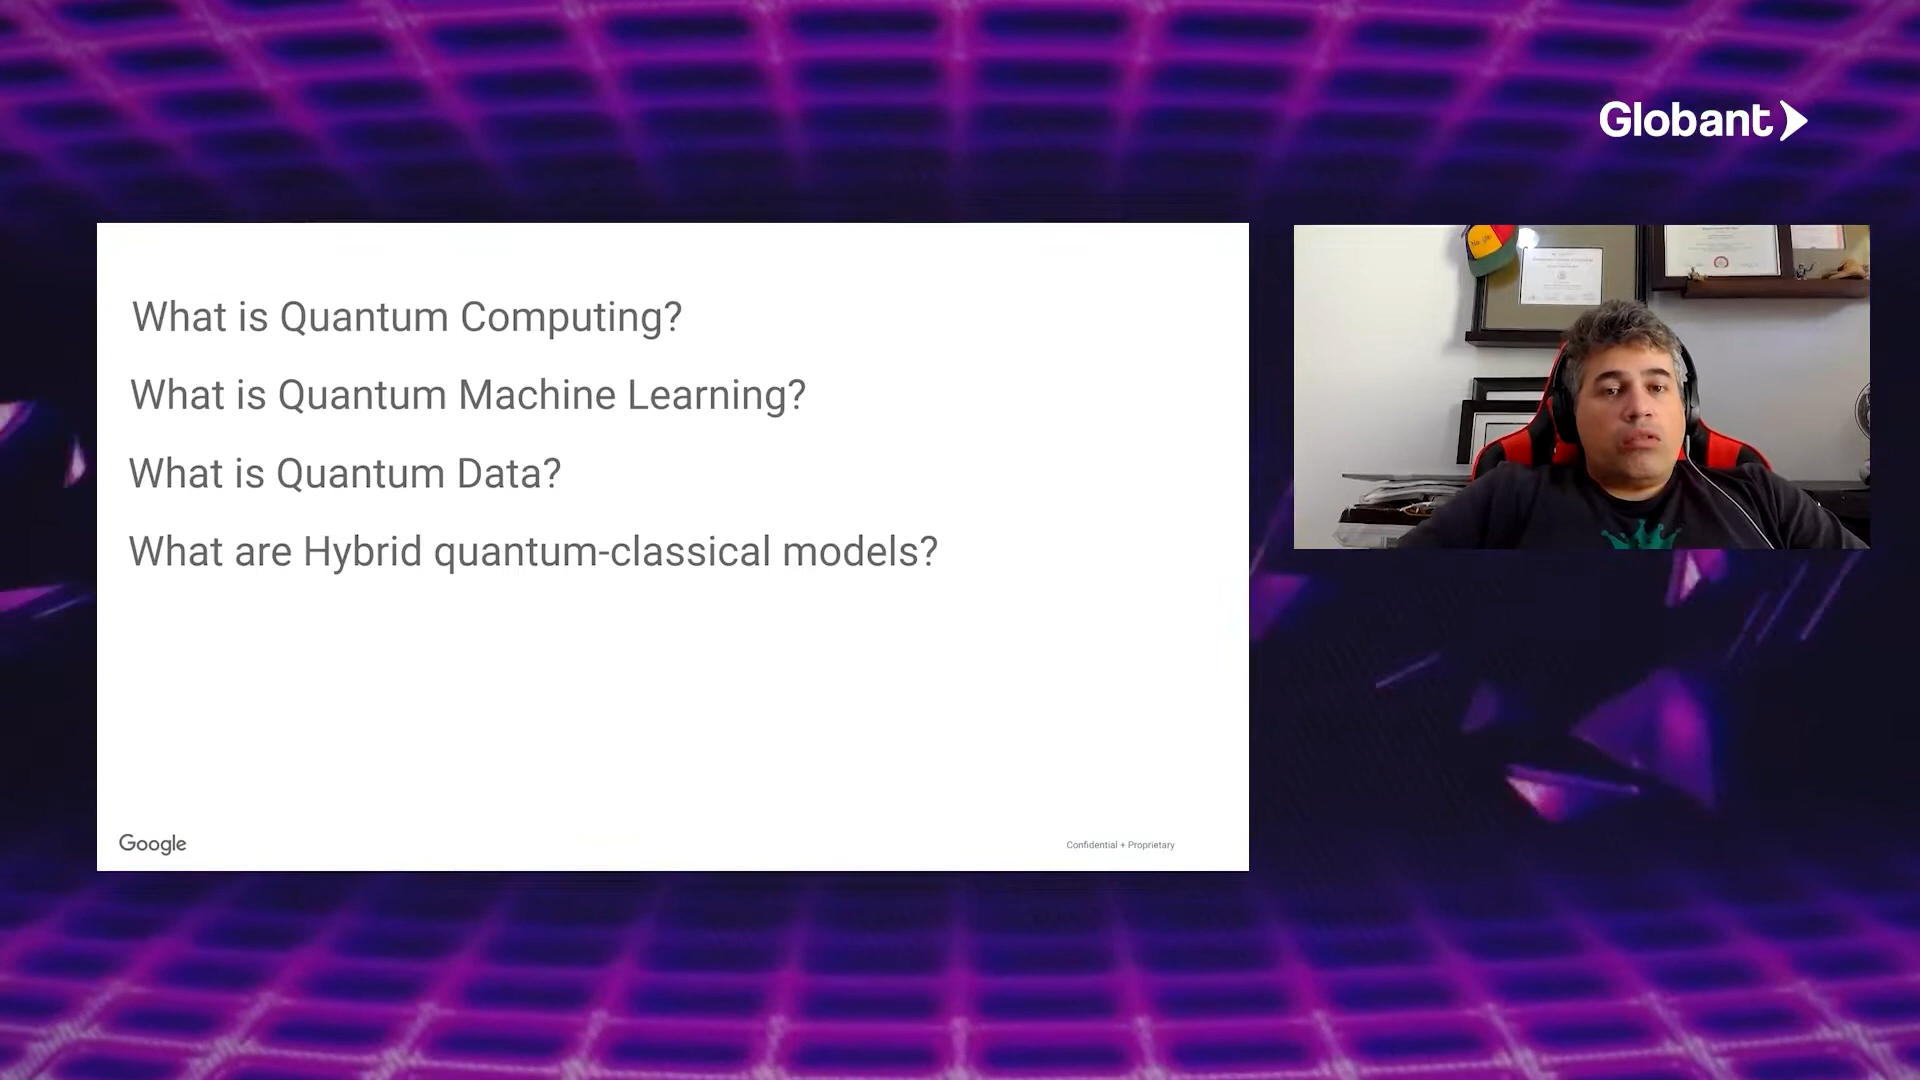 Globant
What is Quantum Computing?
What is Quantum Machine Learning?
What is Quantum Data?
What are Hybrid quantum-classical models?
Google
Confidential + Proprietary